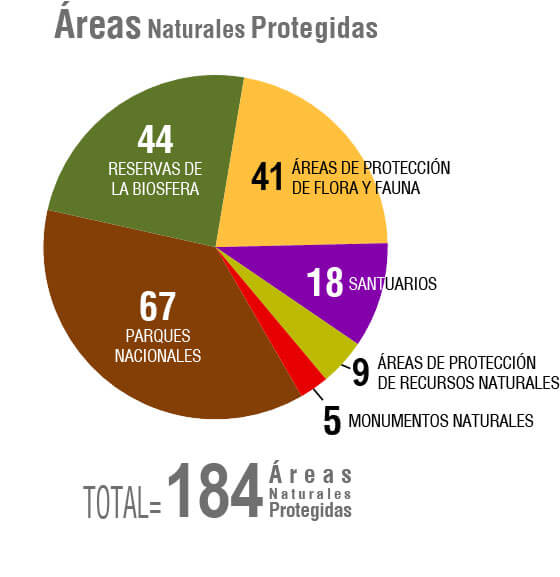 Áreas Naturales Protegidas
44
RESERVAS DE
LA BIOSFERA
41 ÁREAS DE PROTECCIÓN
DE FLORA Y FAUNA
18 SANTUARIOS
67
PARQUES
NACIONALES
9 ÁREAS DE PROTECCIÓN
DE RECURSOS NATURALES
5 MONUMENTOS NATURALES
TOTAL= 184 Áreas
Naturales
Protegidas